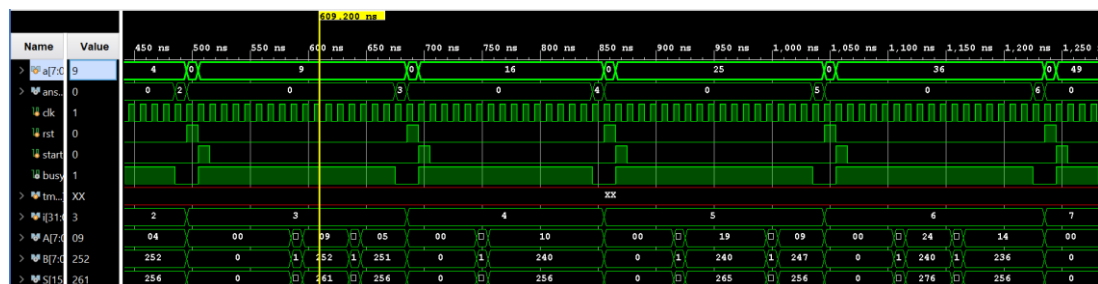 609.200 ns
Name Value 450 ns 500 ns 550 ns 600 ns 650 ns 700 ns 750 ns 800 ns 850 ns 900 ns 950 ns 1,000 ns 1,050 ns 1,100 ns 1,150 ns 1,200 ns 1,250
> a[7:0 9 4 0 9 0 16 0 25 0 36 0 49
> ans.. 0 0 2 0 3 0 4 0 5 0 6 0
clk 1
rst 0
start 0
busy 1
> tm... XX XX
> i[31:0 3 2 3 4 5 6 7
> A[7:0 09 04 00 09 05 00 10 00 19 09 00 24 14 00
> B[7:0 252 252 0 1 252 1 251 0 1 240 0 1 240 1 247 0 1 240 1 236 0
> S[15 261 256 0 261 256 0 256 0 265 256 0 276 256 0